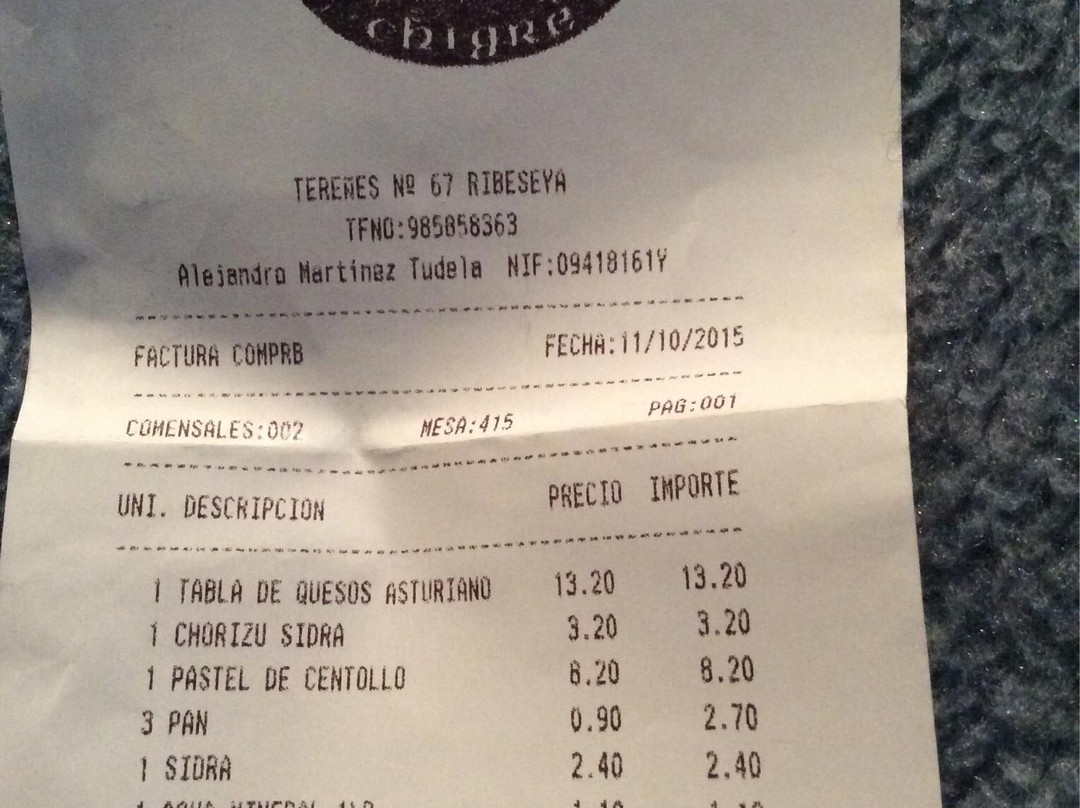 chigre
TEREÑES Nº 67 RIBESEYA
TFNO:985858363
Alejandro Martínez Tudela NIF:09418161Y
FACTURA COMPRB FECHA:11/10/2015
COMENSALES:002 MESA:415 PAG:001
UNI. DESCRIPCION PRECIO IMPORTE
1 TABLA DE QUESOS ASTURIANO 13.20 13.20
1 CHORIZU SIDRA 3.20 3.20
1 PASTEL DE CENTOLLO 8.20 8.20
3 PAN 0.90 2.70
1 SIDRA 2.40 2.40
1 AGUA MINERAL